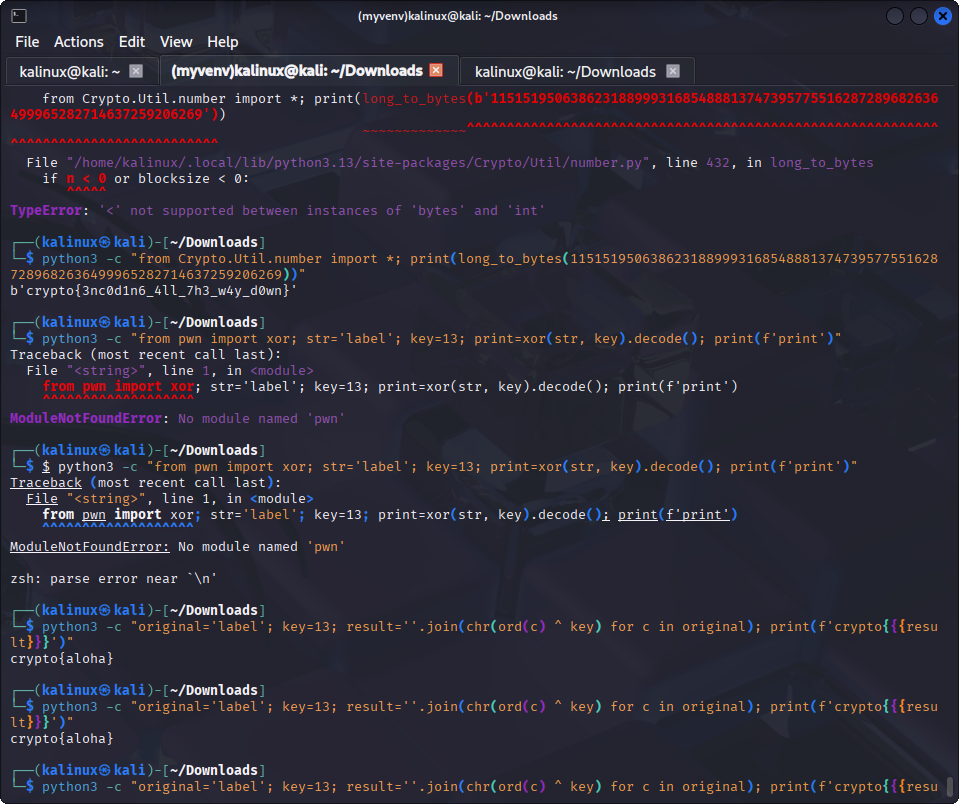 (myvenv)kalinux@kali: ~/Downloads
File Actions Edit View Help
kalinux@kali: ~ (myvenv)kalinux@kali: ~/Downloads kalinux@kali: ~/Downloads
from Crypto.Util.number import *; print(long_to_bytes(b'11515195063862318899931685488813747395775516287289682636
49996528271463725920­6269'))
~~~~~~~~~~~~~^^^^^^^^^^^^^^^^^^^^^^^^^^^^^^^^^^^^^^^^^^^^^^^^^^^^^^^^^^^
^^^^^^^^^^^^^^^^^^^^^^^^^^
File "/home/kalinux/.local/lib/python3.13/site-packages/Crypto/Util/number.py", line 432, in long_to_bytes
if n < 0 or blocksize < 0:
^^^^^
TypeError: '<' not supported between instances of 'bytes' and 'int'
┌──(kalinux㉿kali)-[~/Downloads]
└─$ python3 -c "from Crypto.Util.number import *; print(long_to_bytes(115151950638623188999316854888137473957755162­8
7289682636499965282714637259206269))"
b'crypto{3nc0d1n6_4ll_7h3_w4y_d0wn}'
┌──(kalinux㉿kali)-[~/Downloads]
└─$ python3 -c "from pwn import xor; str='label'; key=13; print=xor(str, key).decode(); print(f'print')"
Traceback (most recent call last):
File "<string>", line 1, in <module>
from pwn import xor; str='label'; key=13; print=xor(str, key).decode(); print(f'print')
^^^^^^^^^^^^^^^^^^^
ModuleNotFoundError: No module named 'pwn'
┌──(kalinux㉿kali)-[~/Downloads]
└─$ $ python3 -c "from pwn import xor; str='label'; key=13; print=xor(str, key).decode(); print(f'print')"
Traceback (most recent call last):
File "<string>", line 1, in <module>
from pwn import xor; str='label'; key=13; print=xor(str, key).decode(); print(f'print')
^^^^^^^^^^^^^^^^^^^
ModuleNotFoundError: No module named 'pwn'
zsh: parse error near `\n'
┌──(kalinux㉿kali)-[~/Downloads]
└─$ python3 -c "original='label'; key=13; result=''.join(chr(ord(c) ^ key) for c in original); print(f'crypto{{{resu
lt}}}')"
crypto{aloha}
┌──(kalinux㉿kali)-[~/Downloads]
└─$ python3 -c "original='label'; key=13; result=''.join(chr(ord(c) ^ key) for c in original); print(f'crypto{{{resu
lt}}}')"
crypto{aloha}
┌──(kalinux㉿kali)-[~/Downloads]
└─$ python3 -c "original='label'; key=13; result=''.join(chr(ord(c) ^ key) for c in original); print(f'crypto{{{resu